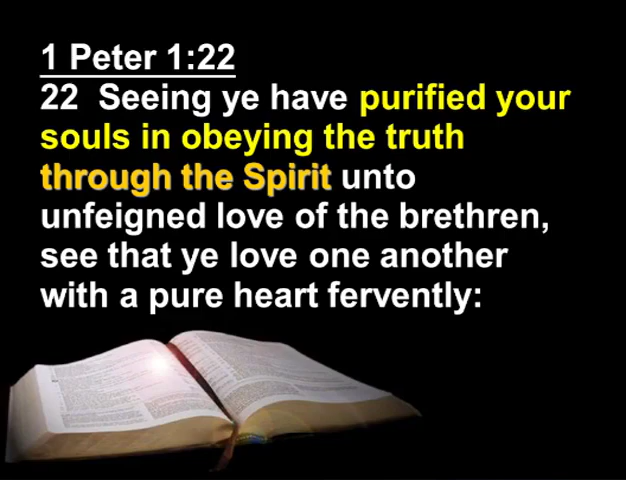 1 Peter 1:22
22 Seeing ye have purified your
souls in obeying the truth
through the Spirit unto
unfeigned love of the brethren,
see that ye love one another
with a pure heart fervently: